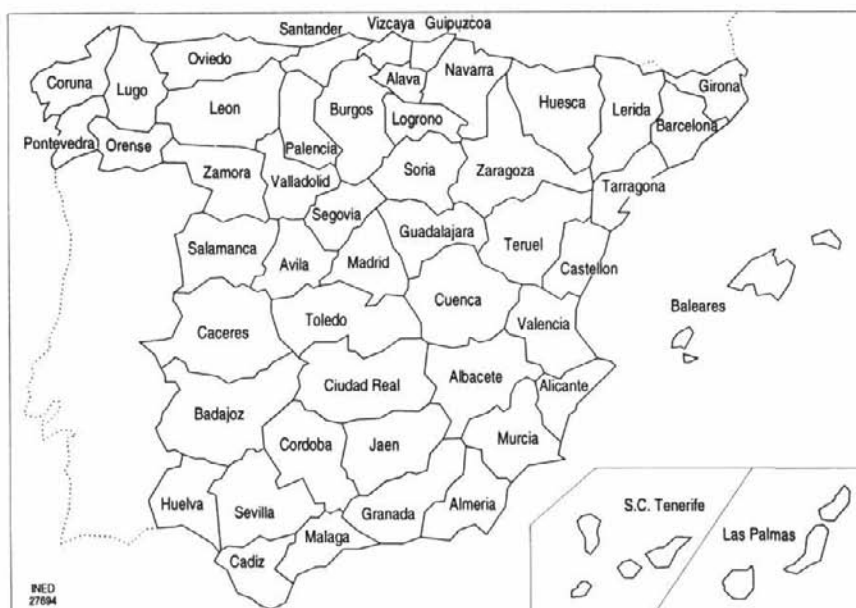 Vizcaya Guipuzcoa
Santander
Oviedo
Coruna
Lugo
Alava
Navarra
Girona
Leon
Burgos
Huesca
Lerida
Logrono
Barcelona
Pontevedra
Orense
Palencia
Zamora
Valladolid
Soria
Zaragoza
Tarragona
Segovia
Guadalajara
Teruel
Salamanca
Avila
Madrid
Castellon
Cuenca
Baleares
Caceres
Toledo
Valencia
Ciudad Real
Albacete
Alicante
Badajoz
Cordoba
Jaen
Murcia
Huelva
Sevilla
Granada
Almeria
S.C. Tenerife
Malaga
Las Palmas
Cadiz
INED
27694